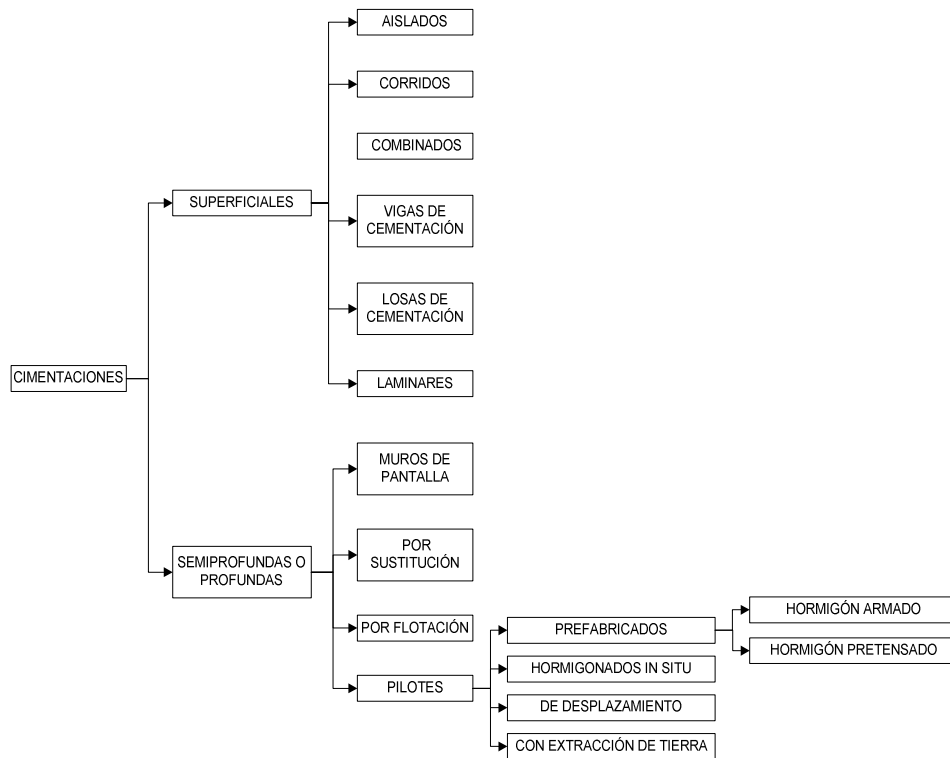 AISLADOS
CORRIDOS
COMBINADOS
SUPERFICIALES
VIGAS DE
CEMENTACIÓN
LOSAS DE
CEMENTACIÓN
CIMENTACIONES
LAMINARES
MUROS DE
PANTALLA
SEMIPROFUNDAS O
PROFUNDAS
POR
SUSTITUCIÓN
POR FLOTACIÓN
PILOTES
PREFABRICADOS
HORMIGÓN ARMADO
HORMIGÓN PRETENSADO
HORMIGONADOS IN SITU
DE DESPLAZAMIENTO
CON EXTRACCIÓN DE TIERRA